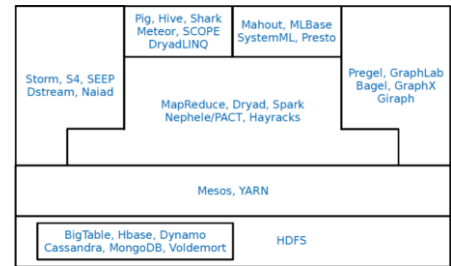 Pig, Hive, Shark
Meteor, SCOPE
DryadLINQ
Mahout, MLBase
SystemML, Presto
Storm, S4, SEEP
Dstream, Naiad
MapReduce, Dryad, Spark
Nephele/PACT, Hayracks
Pregel, GraphLab
Bagel, GraphX
Giraph
Mesos, YARN
BigTable, Hbase, Dynamo
Cassandra, MongoDB, Voldemort
HDFS